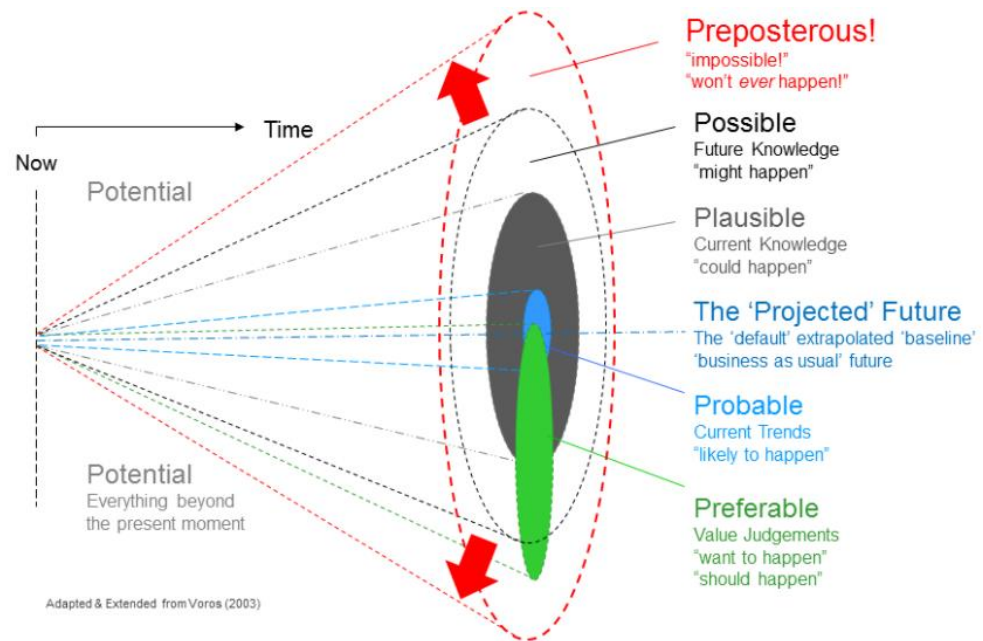 Preposterous!
“impossible!”
“won’t ever happen!”
Time
Now
Possible
Future Knowledge
“might happen”
Potential
Plausible
Current Knowledge
“could happen”
The ‘Projected’ Future
The ‘default’ extrapolated ‘baseline’
‘business as usual’ future
Probable
Current Trends
“likely to happen”
Potential
Everything beyond
the present moment
Preferable
Value Judgements
“want to happen”
“should happen”
Adapted & Extended from Voros (2003)